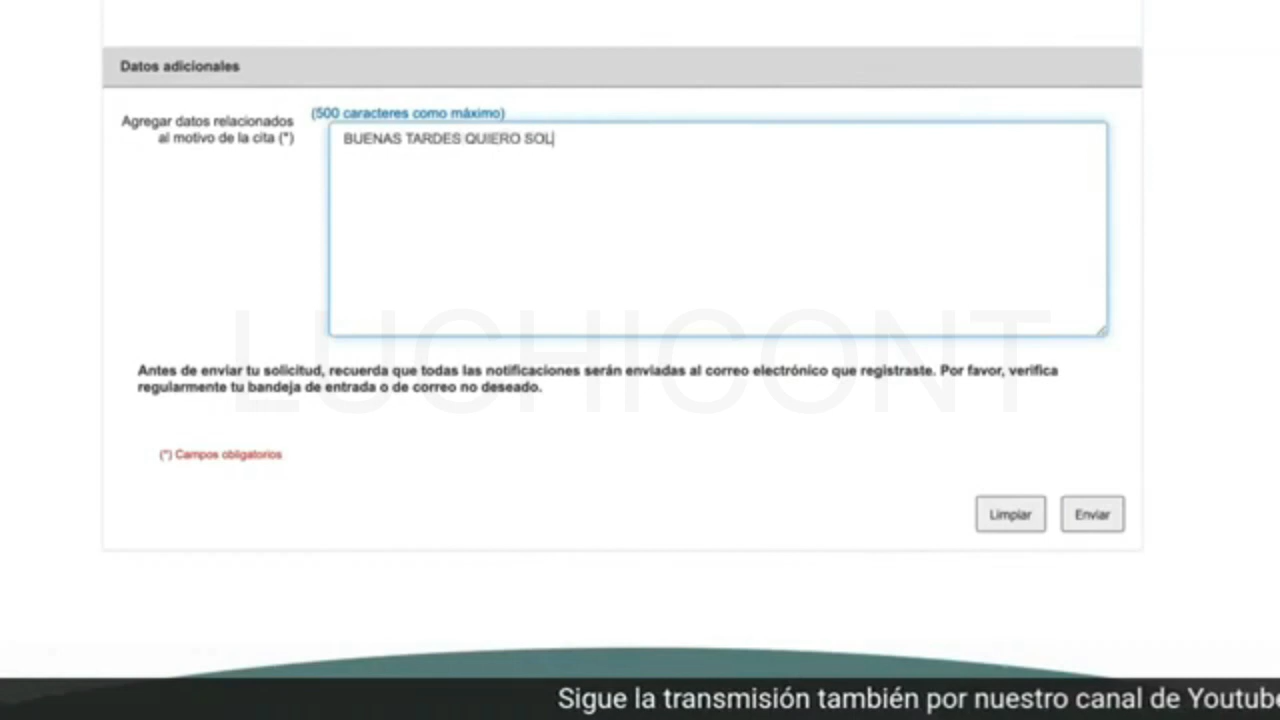 Datos adicionales
(500 caracteres como máximo)
Agregar datos relacionados
al motivo de la cita (*)
BUENAS TARDES QUIERO SOL
LUCHICONT
Antes de enviar tu solicitud, recuerda que todas las notificaciones serán enviadas al correo electrónico que registraste. Por favor, verifica
regularmente tu bandeja de entrada o de correo no deseado.
(*) Campos obligatorios
Limpiar Enviar
Sigue la transmisión también por nuestro canal de Youtube